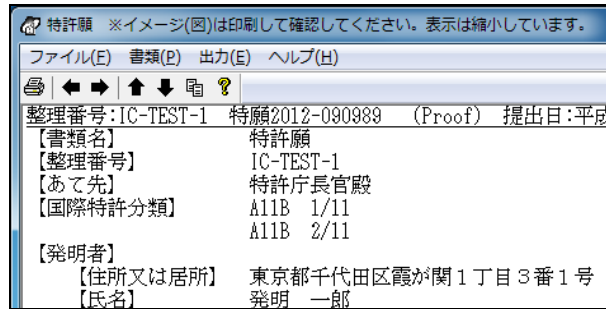 特許願 ※イメージ(図)は印刷して確認してください。表示は縮小しています。
ファイル(F) 書類(P) 出力(E) ヘルプ(H)
整理番号:IC-TEST-1 特願2012-090989 (Proof) 提出日:平成
【書類名】 特許願
【整理番号】 IC-TEST-1
【あて先】 特許庁長官殿
【国際特許分類】 A11B 1/11
A11B 2/11
【発明者】
【住所又は居所】 東京都千代田区霞が関1丁目3番1号
【氏名】 発明 一郎